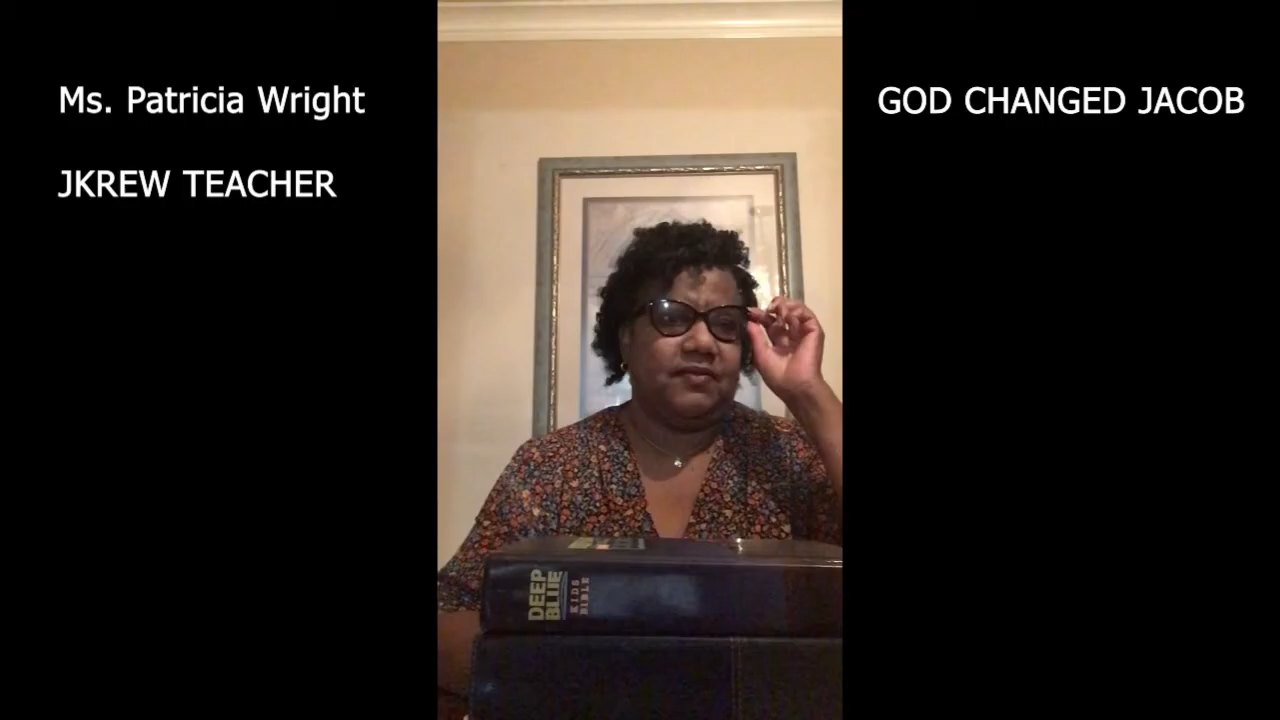 Ms. Patricia Wright
JKREW TEACHER
GOD CHANGED JACOB
DEEP
BLUE
KIDS
BIBLE